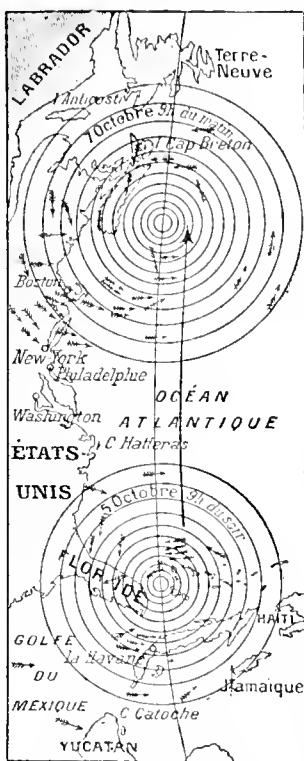 LABRADOR
Terre-
Neuve
I. Anticosti
7 Octobre 9h du matin
I. Cap Breton
Boston
New York
Philadelphie
Washington
OCÉAN
ATLANTIQUE
C. Hatteras
ÉTATS-
UNIS
5 Octobre 9h du soir
FLORIDE
HAÏTI
GOLFE
La Havane
DU
Jamaïque
MEXIQUE
C. Catoche
YUCATAN